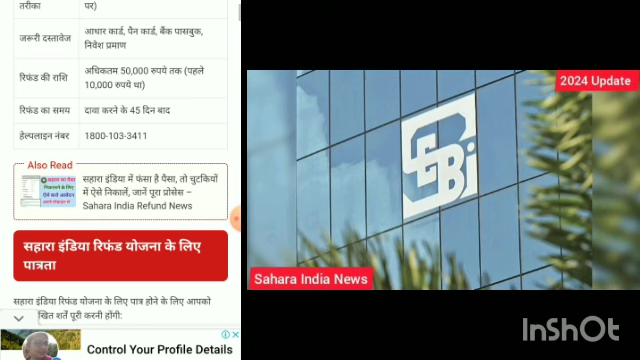 तरीका
पर)
जरूरी दस्तावेज
आधार कार्ड, पैन कार्ड, बैंक पासबुक,
निवेश प्रमाण
रिफंड की राशि
अधिकतम 50,000 रुपये तक (पहले
10,000 रुपये था)
रिफंड का समय
दावा करने के 45 दिन बाद
हेल्पलाइन नंबर
1800-103-3411
Also Read
सहारा इंडिया में फंसा है पैसा, तो चुटकियों
में ऐसे निकालें, जानें पूरा प्रोसेस –
Sahara India Refund News
सहारा इंडिया रिफंड योजना के लिए
पात्रता
सहारा इंडिया रिफंड योजना के लिए पात्र होने के लिए आपको
खित शर्तें पूरी करनी होंगी:
Control Your Profile Details
2024 Update
SEBI
Sahara India News
InShOt